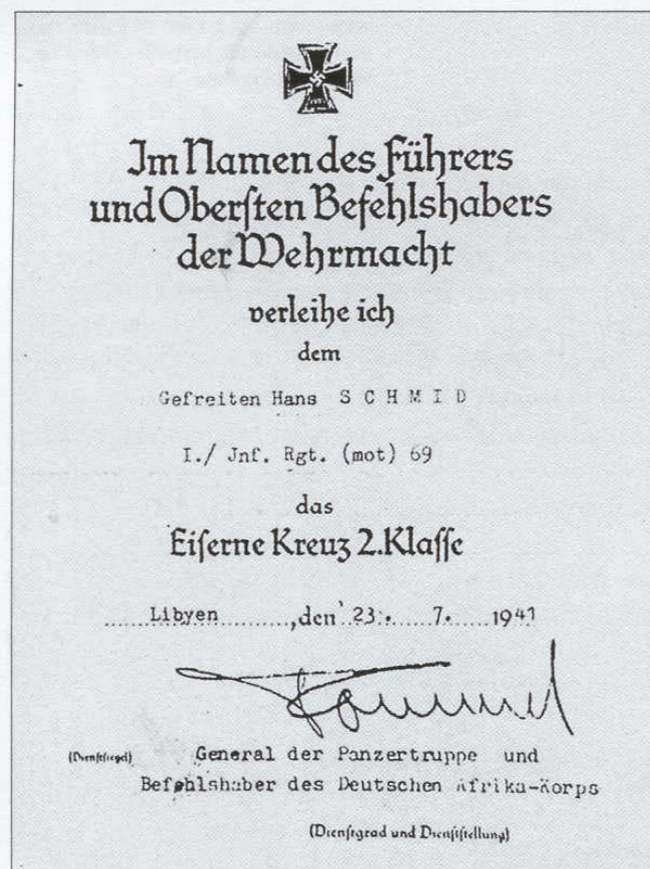 Im Namen des Führers
und Oberſten Befehlshabers
der Wehrmacht
verleihe ich
dem
Gefreiten Hans S C H M I D
I./ Jnf. Rgt. (mot) 69
das
Eiſerne Kreuz 2.Klaſſe
Libyen ,den 23. 7. 1941
Rommel
(Dienſtſiegel) General der Panzertruppe und
Befehlshaber des Deutschen Afrika-Korps
(Dienſtgrad und Dienſtſtellung)